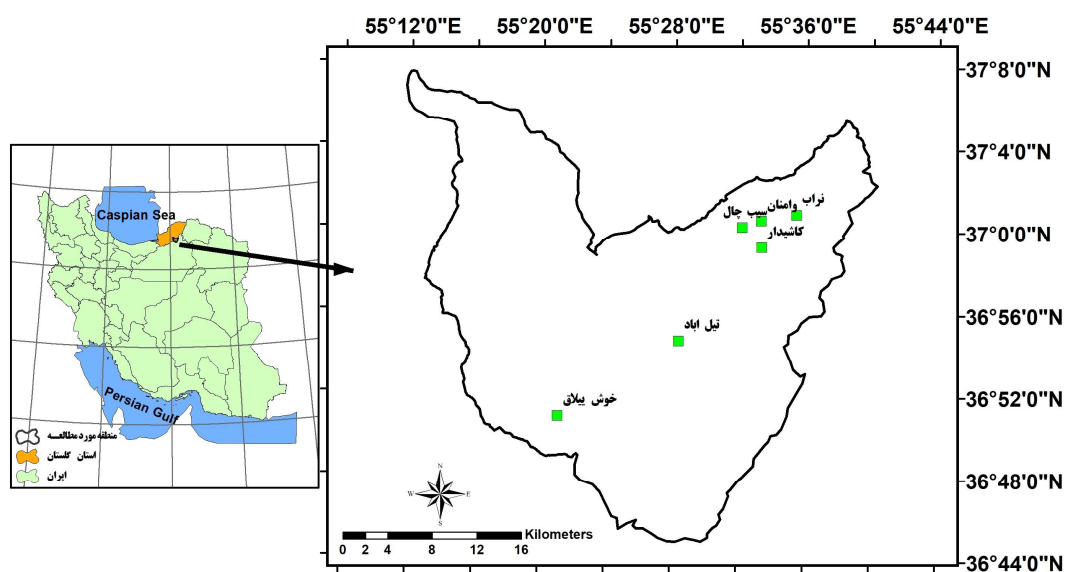 55°12'0"E 55°20'0"E 55°28'0"E 55°36'0"E 55°44'0"E
37°8'0"N
37°4'0"N
37°0'0"N
36°56'0"N
36°52'0"N
36°48'0"N
36°44'0"N
Caspian Sea
Persian Gulf
منطقه مورد مطالعه
استان گلستان
ایران
نراب
وامنان
سیب چال
کاشیدار
تیل اباد
خوش ییلاق
N
W E
S
Kilometers
0 2 4 8 12 16